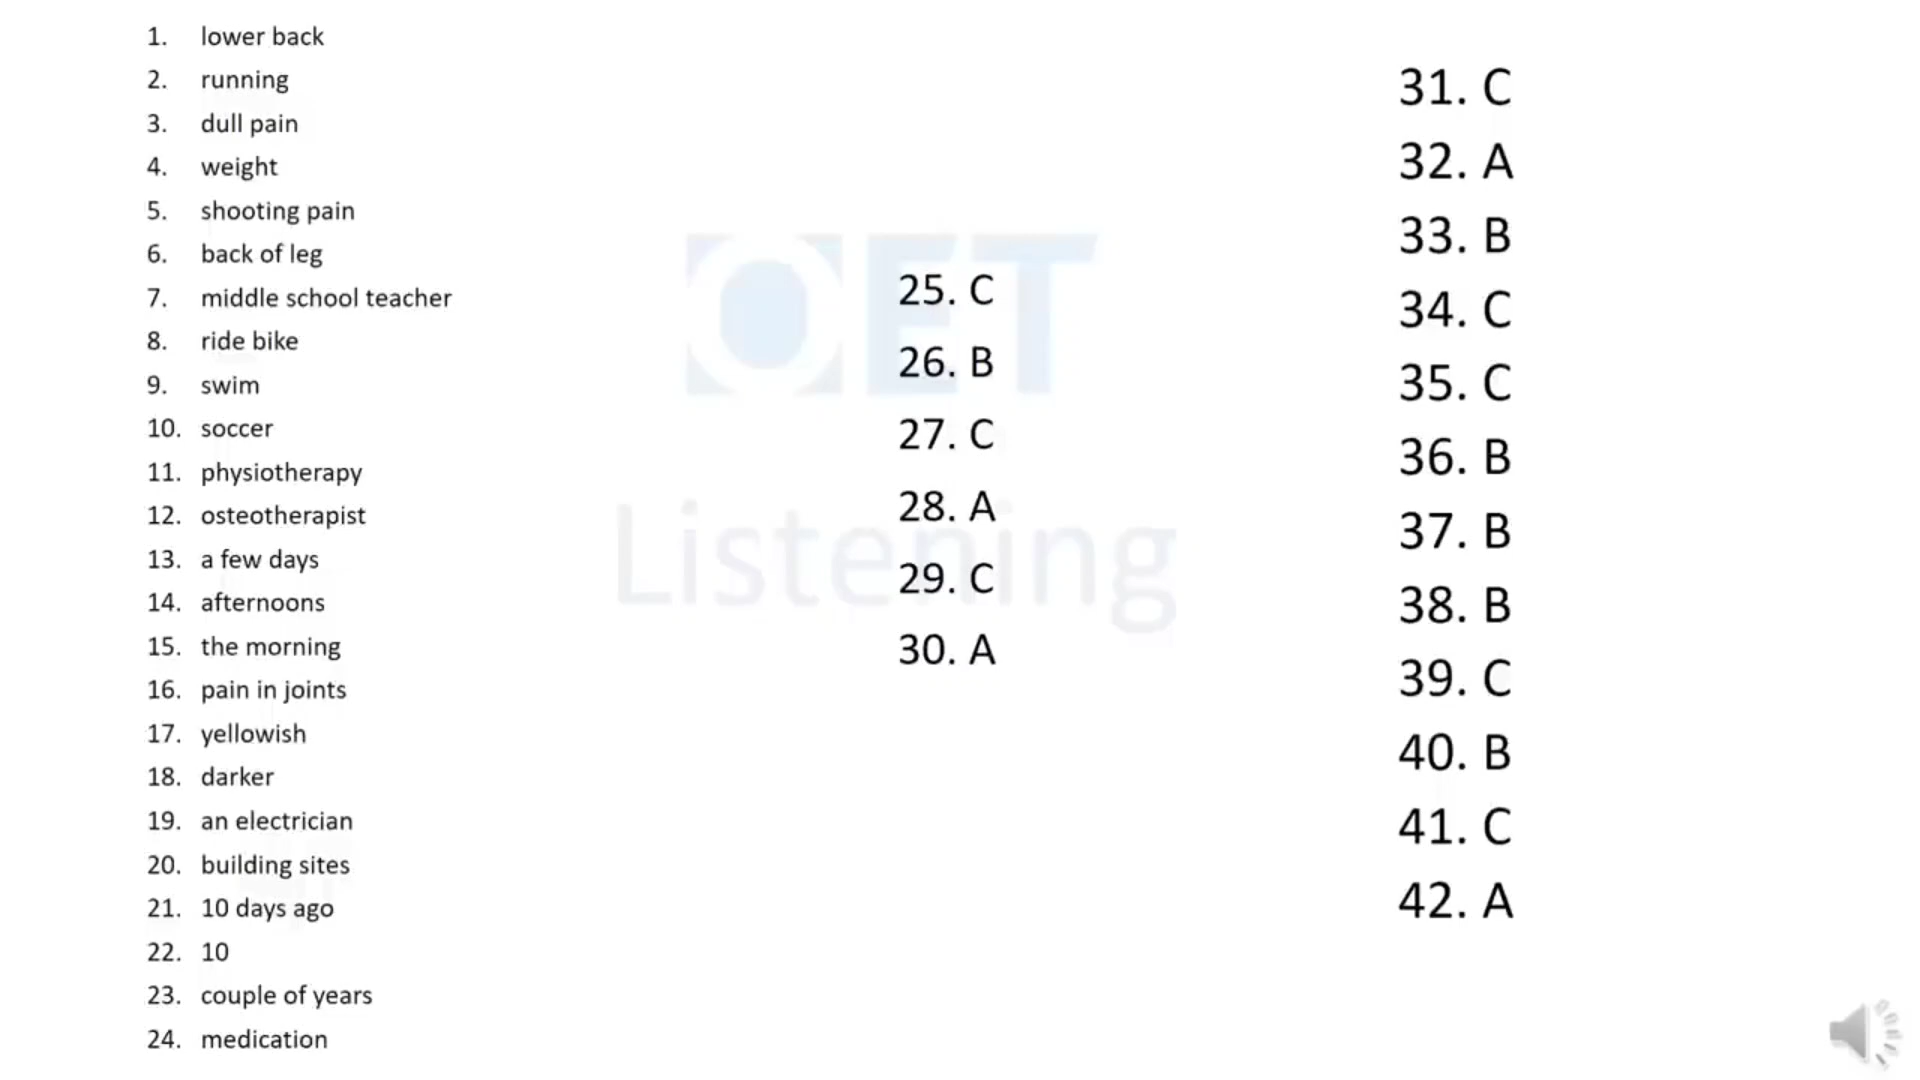 1. lower back
2. running
3. dull pain
4. weight
5. shooting pain
6. back of leg
7. middle school teacher
8. ride bike
9. swim
10. soccer
11. physiotherapy
12. osteotherapist
13. a few days
14. afternoons
15. the morning
16. pain in joints
17. yellowish
18. darker
19. an electrician
20. building sites
21. 10 days ago
22. 10
23. couple of years
24. medication
OET
Listening
25. C
26. B
27. C
28. A
29. C
30. A
31. C
32. A
33. B
34. C
35. C
36. B
37. B
38. B
39. C
40. B
41. C
42. A